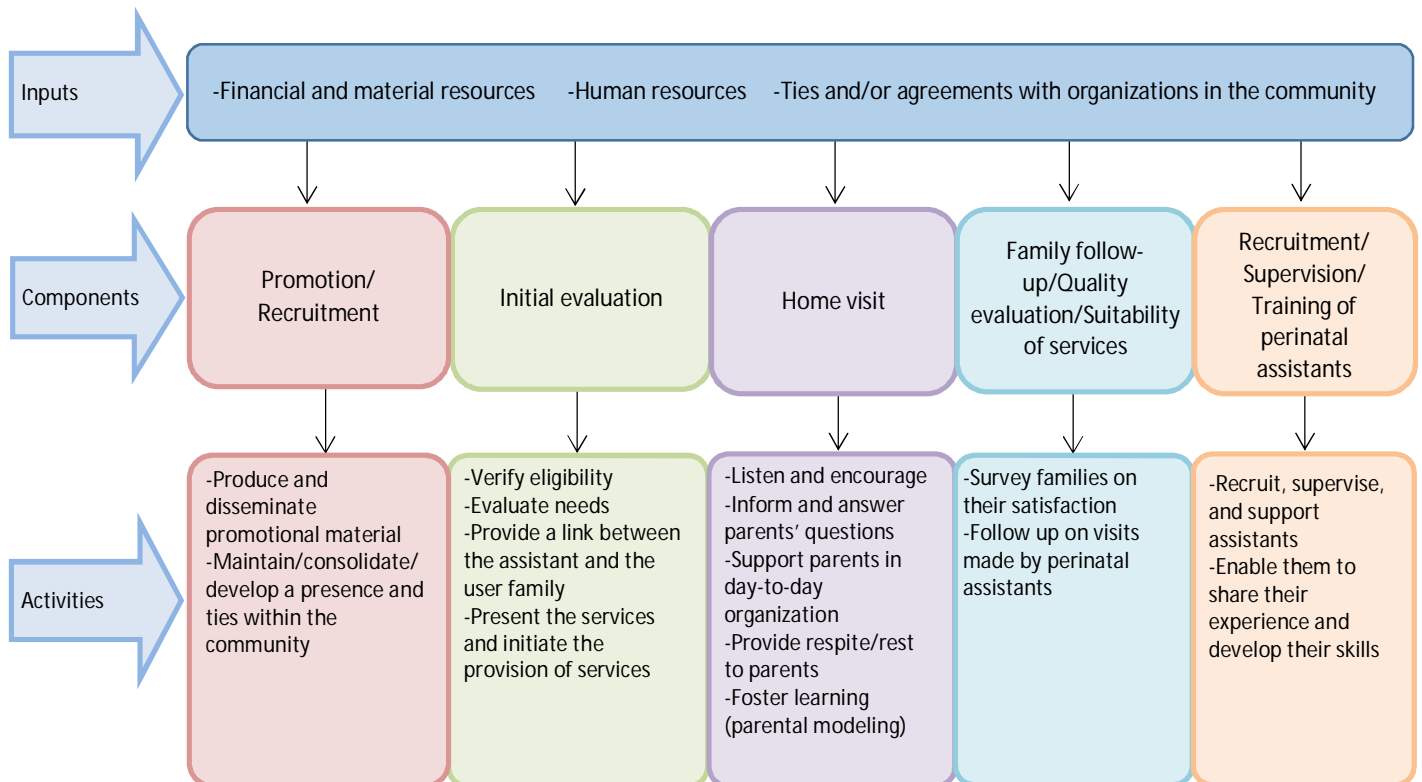 Inputs
-Financial and material resources -Human resources -Ties and/or agreements with organizations in the community
Components
Promotion/
Recruitment
Initial evaluation
Home visit
Family follow-
up/Quality
evaluation/Suitability
of services
Recruitment/
Supervision/
Training of
perinatal
assistants
Activities
-Produce and
disseminate
promotional material
-Maintain/consolidate/
develop a presence and
ties within the
community
-Verify eligibility
-Evaluate needs
-Provide a link between
the assistant and the
user family
-Present the services
and initiate the
provision of services
-Listen and encourage
-Inform and answer
parents’ questions
-Support parents in
day-to-day
organization
-Provide respite/rest
to parents
-Foster learning
(parental modeling)
-Survey families on
their satisfaction
-Follow up on visits
made by perinatal
assistants
-Recruit, supervise,
and support
assistants
-Enable them to
share their
experience and
develop their skills